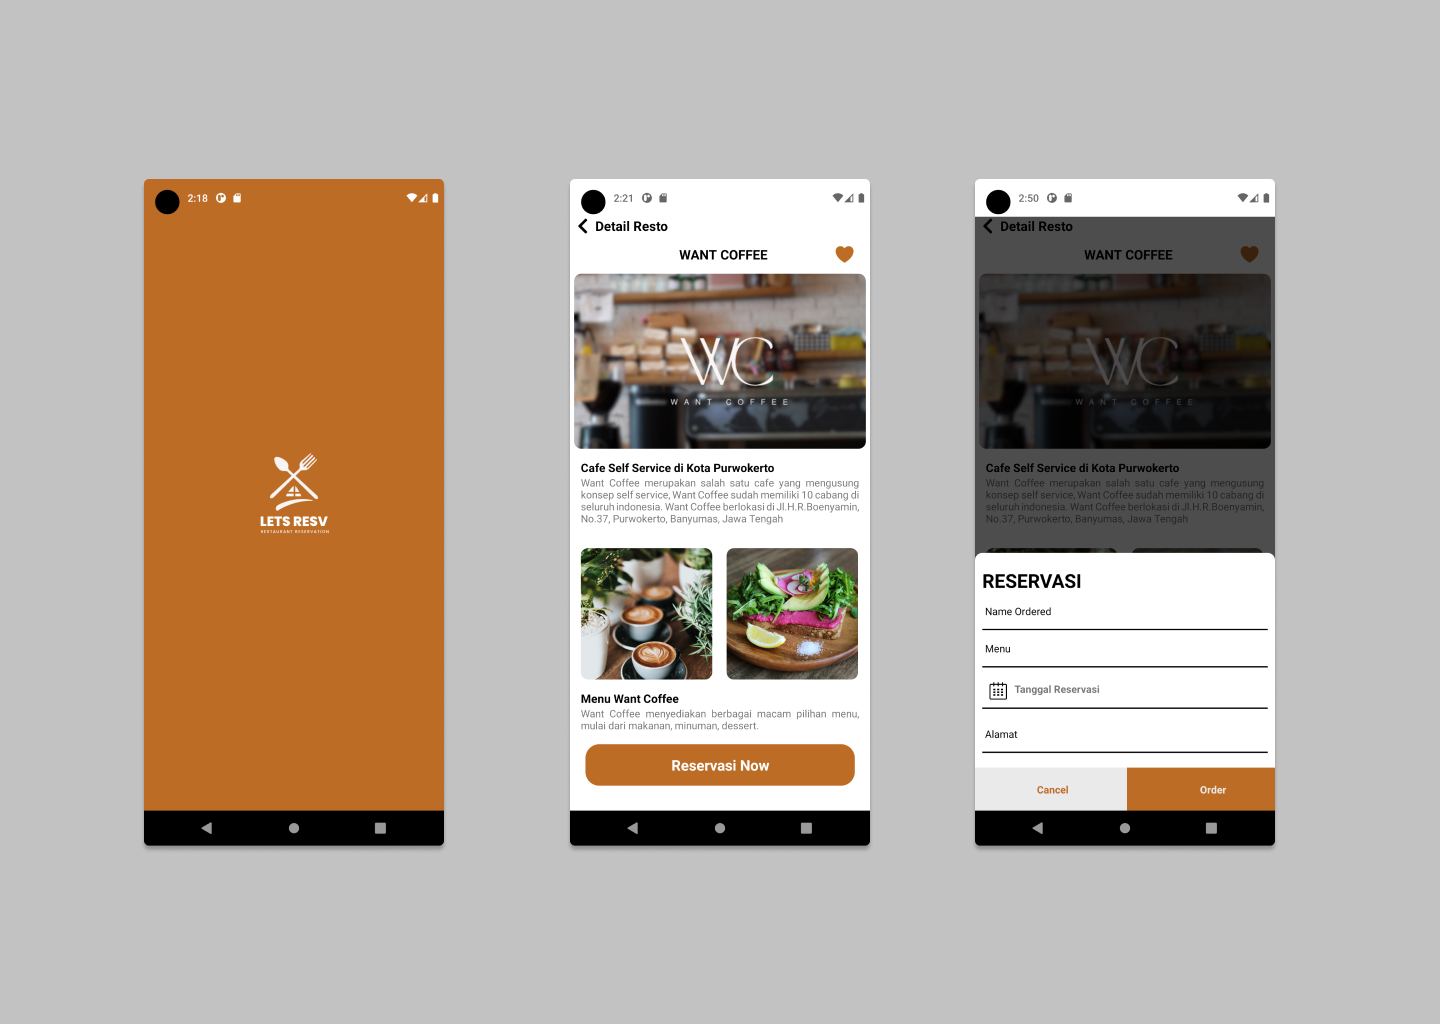 2:18
LETS RESV
RESTAURANT RESERVATION
2:21
Detail Resto
WANT COFFEE
WC
WANT COFFEE
Cafe Self Service di Kota Purwokerto
Want Coffee merupakan salah satu cafe yang mengusung
konsep self service, Want Coffee sudah memiliki 10 cabang di
seluruh indonesia. Want Coffee berlokasi di Jl.H.R.Boenyamin,
No.37, Purwokerto, Banyumas, Jawa Tengah
Menu Want Coffee
Want Coffee menyediakan berbagai macam pilihan menu,
mulai dari makanan, minuman, dessert.
Reservasi Now
2:50
Detail Resto
WANT COFFEE
WC
WANT COFFEE
Cafe Self Service di Kota Purwokerto
Want Coffee merupakan salah satu cafe yang mengusung
konsep self service, Want Coffee sudah memiliki 10 cabang di
seluruh indonesia. Want Coffee berlokasi di Jl.H.R.Boenyamin,
No.37, Purwokerto, Banyumas, Jawa Tengah
RESERVASI
Name Ordered
Menu
Tanggal Reservasi
Alamat
Cancel
Order